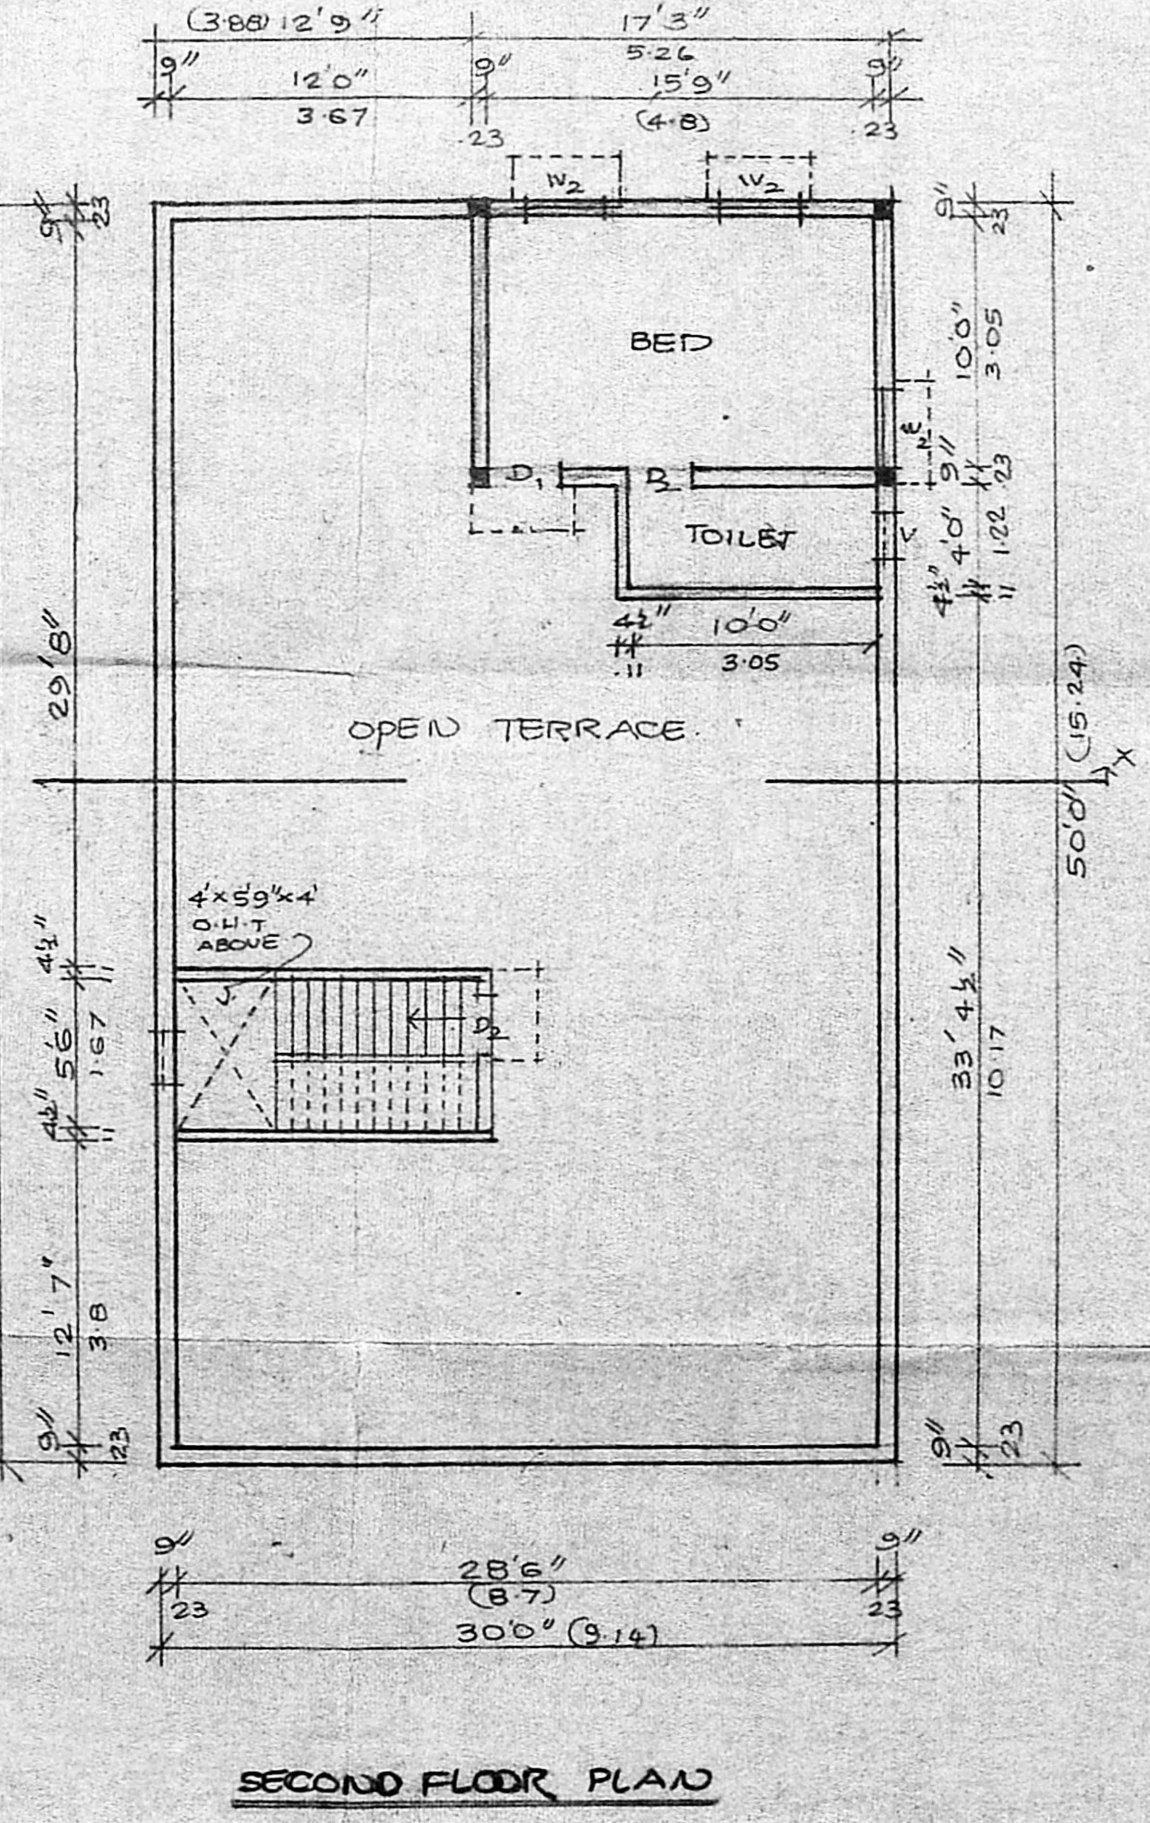 (3.88) 12'9" 17'3"
5.26
9" 12'0" 9" 15'9" 9"
3.67 .23 (4.8) .23
W2 W2
9" 23
9" 23
BED
10'0" 3.05
W2
9" 23
D1 D2
TOILET
V
4'0" 1.22
4½" 11
4½" 10'0"
.11 3.05
29'8"
OPEN TERRACE.
50'0" (15.24)
X
4'x5'9"x4'
O.H.T
ABOVE
4½" 11
5'6" 1.67
D2
4½" 11
33'4½" 10.17
12'7" 3.8
9" .23
9" 23
9" 28'6" 9"
23 (8.7) 23
30'0" (9.14)
SECOND FLOOR PLAN